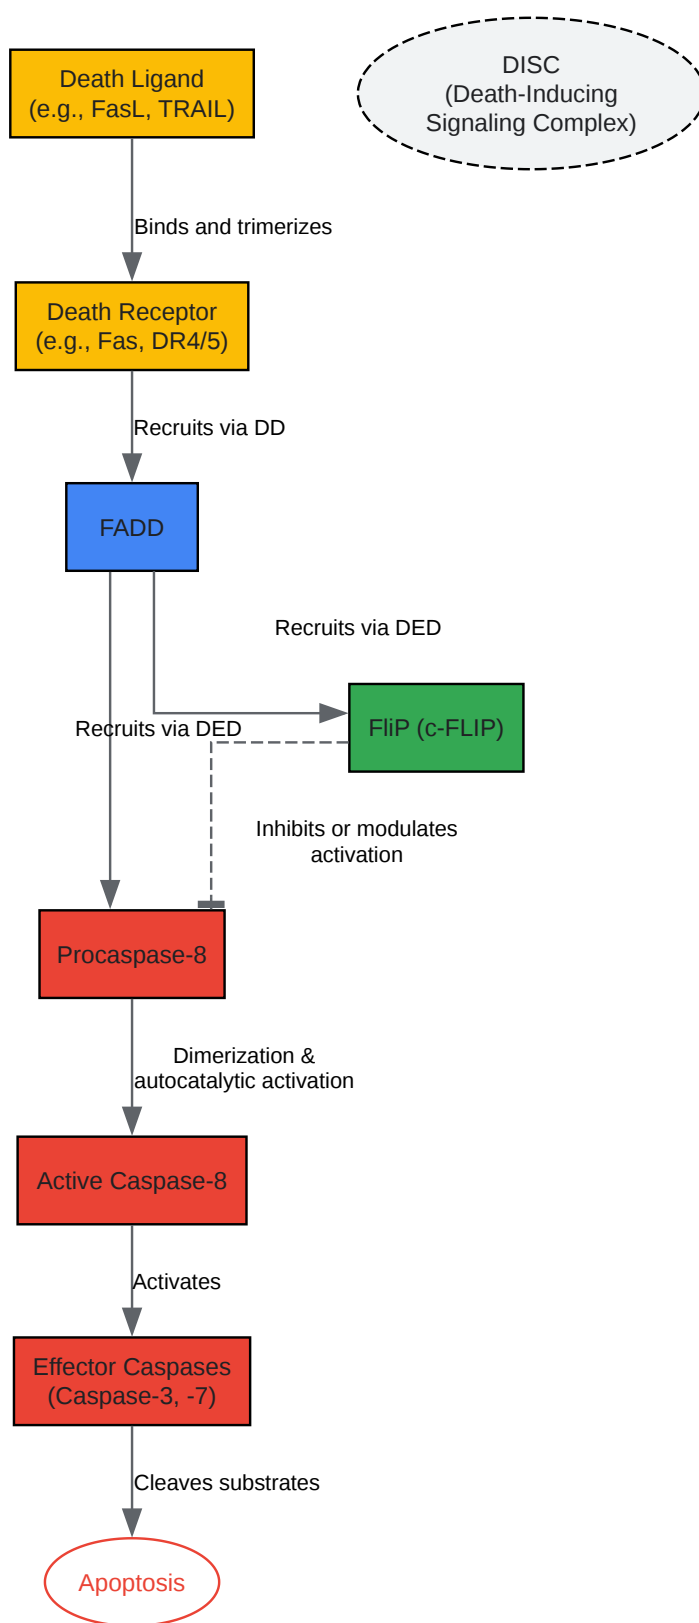 Death Ligand
(e.g., FasL, TRAIL)
DISC
(Death-Inducing
Signaling Complex)
Binds and trimerizes
Death Receptor
(e.g., Fas, DR4/5)
Recruits via DD
FADD
Recruits via DED
FliP (c-FLIP)
Recruits via DED
Inhibits or modulates
activation
Procaspase-8
Dimerization &
autocatalytic activation
Active Caspase-8
Activates
Effector Caspases
(Caspase-3, -7)
Cleaves substrates
Apoptosis